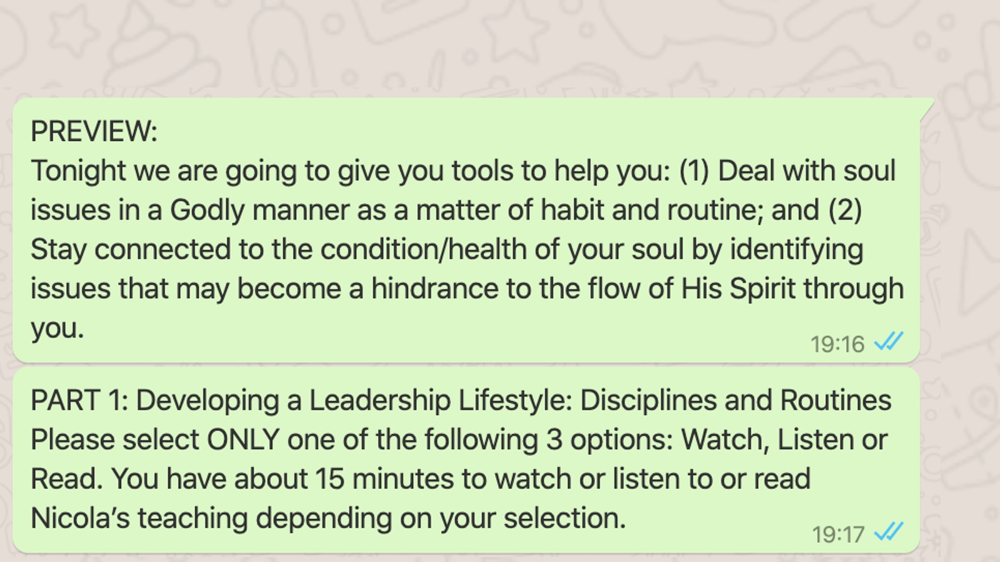 PREVIEW:
Tonight we are going to give you tools to help you: (1) Deal with soul
issues in a Godly manner as a matter of habit and routine; and (2)
Stay connected to the condition/health of your soul by identifying
issues that may become a hindrance to the flow of His Spirit through
you.
19:16
PART 1: Developing a Leadership Lifestyle: Disciplines and Routines
Please select ONLY one of the following 3 options: Watch, Listen or
Read. You have about 15 minutes to watch or listen to or read
Nicola’s teaching depending on your selection.
19:17